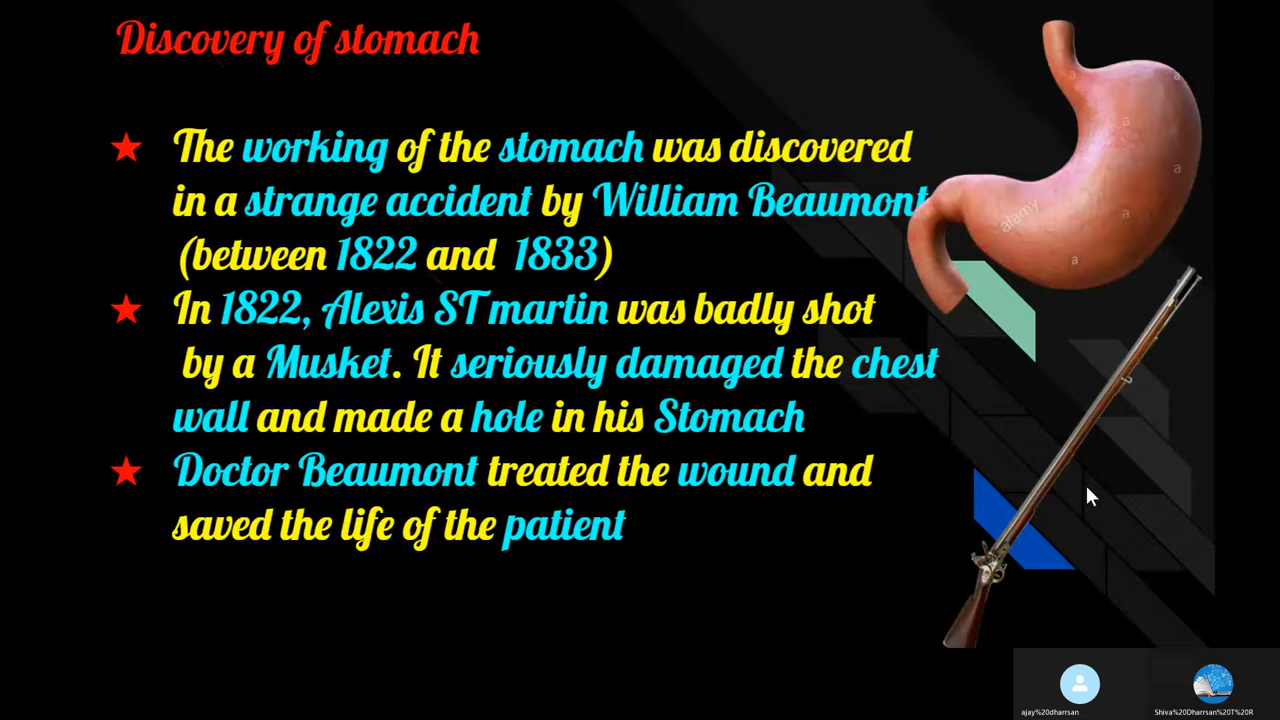 Discovery of stomach
The working of the stomach was discovered
in a strange accident by William Beaumont
(between 1822 and 1833)
In 1822, Alexis ST martin was badly shot
by a Musket. It seriously damaged the chest
wall and made a hole in his Stomach
Doctor Beaumont treated the wound and
saved the life of the patient
a
a
a
a
alamy
a
a
ajay%20dharrsan
Shiva%20Dharrsan%20T%20R